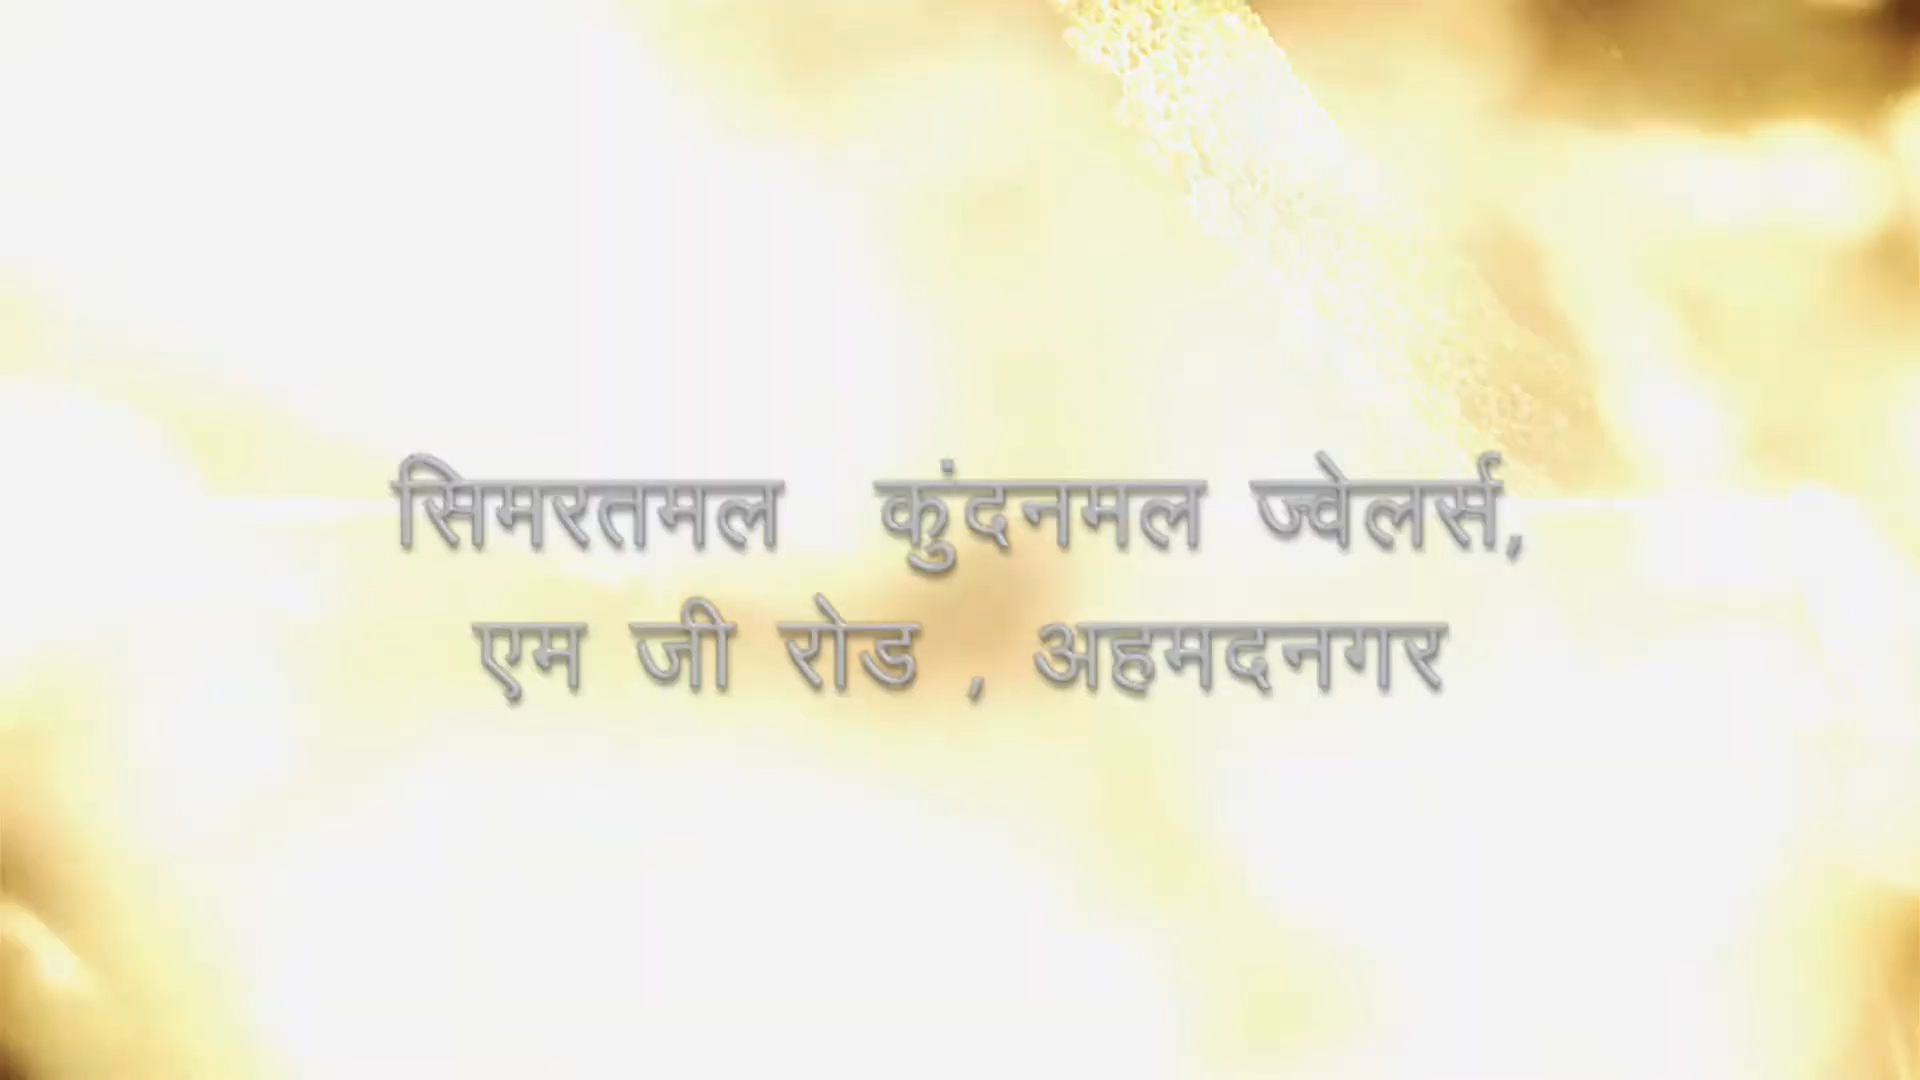 सिमरतमल कुंदनमल ज्वेलर्स,
एम जी रोड , अहमदनगर